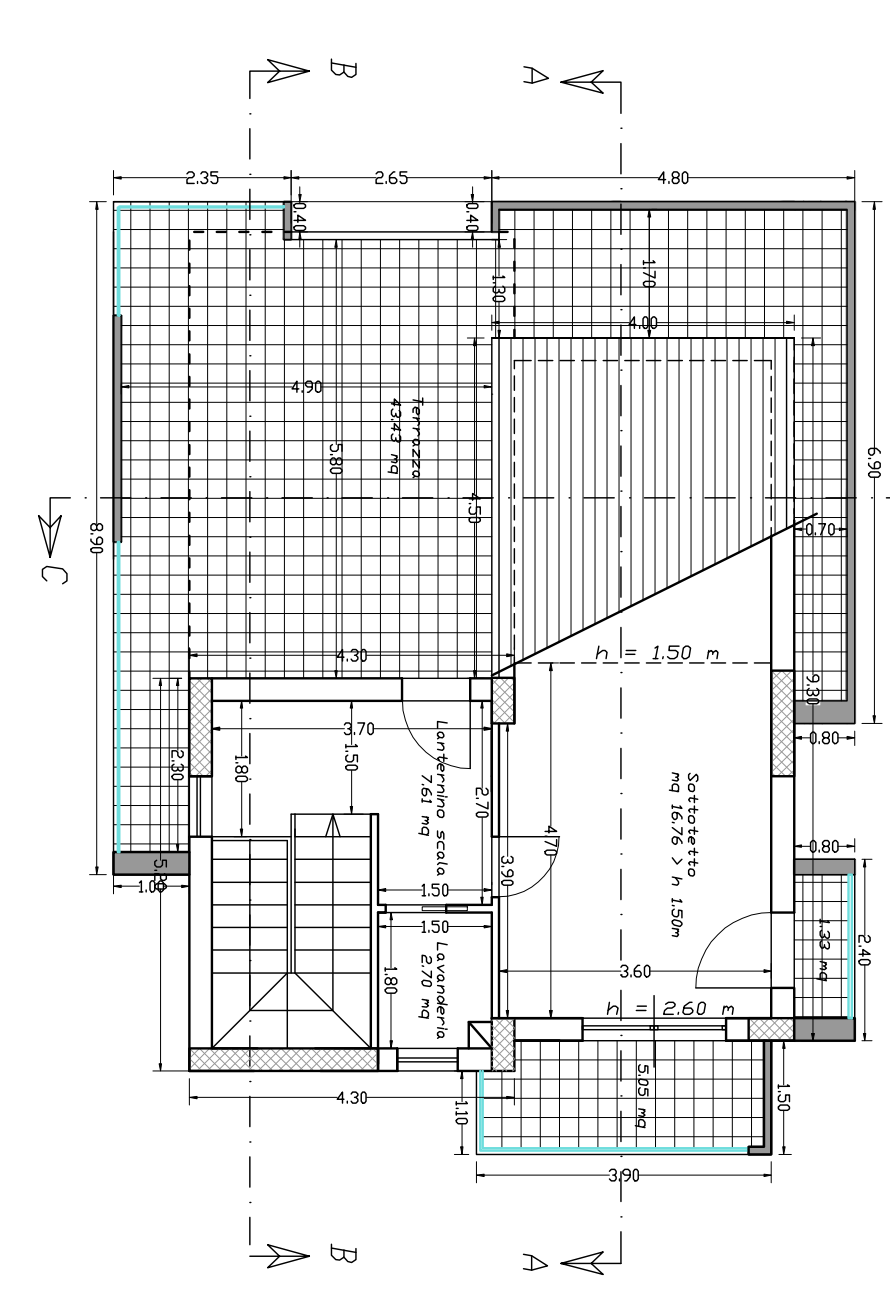 B
A
2.35
2.65
4.80
0.40
0.40
1.70
1.30
4.00
4.90
Terrazza
43.43 mq
5.80
4.50
6.90
8.90
0.70
C
4.30
h = 1.50 m
9.30
3.70
Lanternino scala
7.61 mq
2.30
1.80
1.50
2.70
0.80
Sottotetto
mq 16.76 > h 1.50m
4.70
3.90
0.80
1.00
1.50
1.50
Lavanderia
2.70 mq
1.80
3.60
1.33 mq
2.40
h = 2.60 m
5.05 mq
4.30
1.10
1.50
3.90
B
A